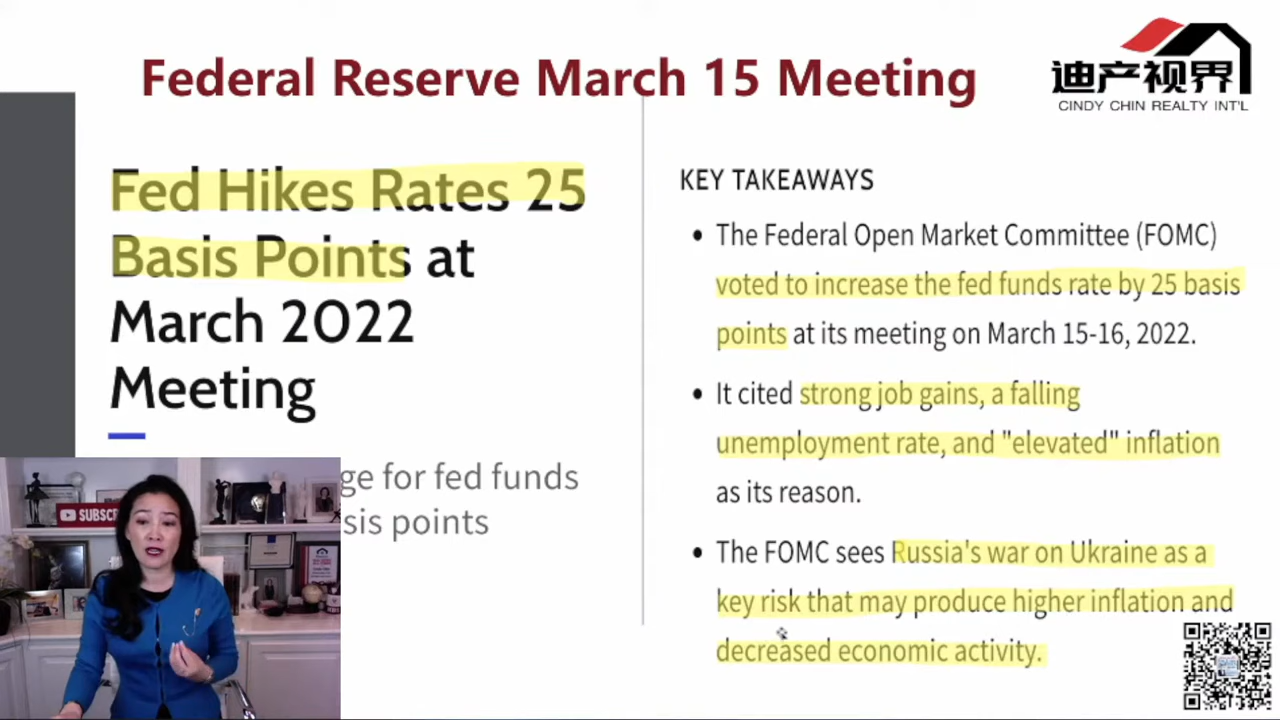 Federal Reserve March 15 Meeting
迪产视界
CINDY CHIN REALTY INT'L
Fed Hikes Rates 25
Basis Points at
March 2022
Meeting
ge for fed funds
sis points
KEY TAKEAWAYS
• The Federal Open Market Committee (FOMC)
voted to increase the fed funds rate by 25 basis
points at its meeting on March 15-16, 2022.
• It cited strong job gains, a falling
unemployment rate, and "elevated" inflation
as its reason.
• The FOMC sees Russia's war on Ukraine as a
key risk that may produce higher inflation and
decreased economic activity.
SUBSC